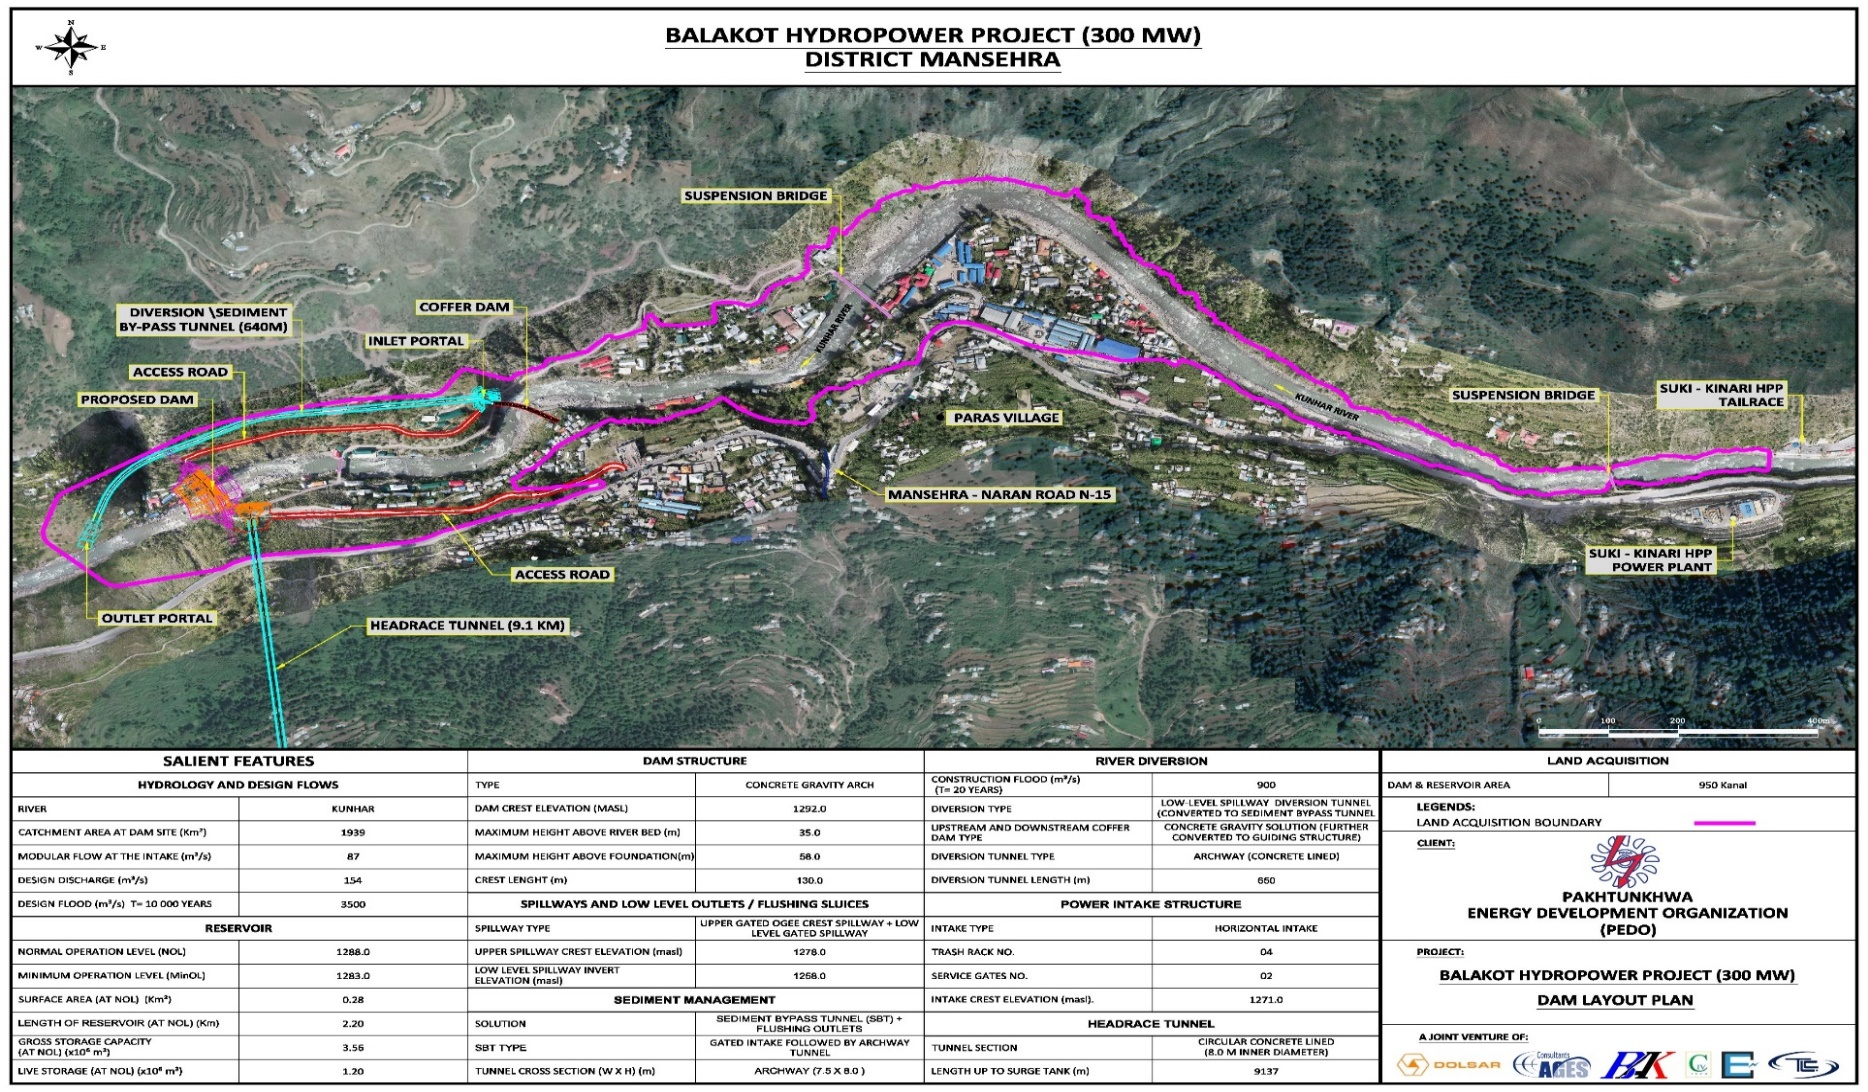 N
W
E
S
BALAKOT HYDROPOWER PROJECT (300 MW)
DISTRICT MANSEHRA
SUSPENSION BRIDGE
DIVERSION \SEDIMENT
BY-PASS TUNNEL (640M)
COFFER DAM
INLET PORTAL
ACCESS ROAD
PROPOSED DAM
KUNHAR RIVER
KUNHAR RIVER
SUSPENSION BRIDGE
SUKI - KINARI HPP
TAILRACE
PARAS VILLAGE
MANSEHRA - NARAN ROAD N-15
ACCESS ROAD
SUKI - KINARI HPP
POWER PLANT
OUTLET PORTAL
HEADRACE TUNNEL (9.1 KM)
0 100 200 400m
SALIENT FEATURES
HYDROLOGY AND DESIGN FLOWS
RIVER KUNHAR
CATCHMENT AREA AT DAM SITE (Km²) 1939
MODULAR FLOW AT THE INTAKE (m³/s) 87
DESIGN DISCHARGE (m³/s) 154
DESIGN FLOOD (m³/s) T= 10 000 YEARS 3500
RESERVOIR
NORMAL OPERATION LEVEL (NOL) 1288.0
MINIMUM OPERATION LEVEL (MinOL) 1283.0
SURFACE AREA (AT NOL) (Km²) 0.28
LENGTH OF RESERVOIR (AT NOL) (Km) 2.20
GROSS STORAGE CAPACITY
(AT NOL) (x10⁶ m³) 3.56
LIVE STORAGE (AT NOL) (x10⁶ m³) 1.20
DAM STRUCTURE
TYPE CONCRETE GRAVITY ARCH
DAM CREST ELEVATION (MASL) 1292.0
MAXIMUM HEIGHT ABOVE RIVER BED (m) 35.0
MAXIMUM HEIGHT ABOVE FOUNDATION(m) 58.0
CREST LENGHT (m) 130.0
SPILLWAYS AND LOW LEVEL OUTLETS / FLUSHING SLUICES
SPILLWAY TYPE UPPER GATED OGEE CREST SPILLWAY + LOW
LEVEL GATED SPILLWAY
UPPER SPILLWAY CREST ELEVATION (masl) 1278.0
LOW LEVEL SPILLWAY INVERT
ELEVATION (masl) 1258.0
SEDIMENT MANAGEMENT
SOLUTION SEDIMENT BYPASS TUNNEL (SBT) +
FLUSHING OUTLETS
SBT TYPE GATED INTAKE FOLLOWED BY ARCHWAY
TUNNEL
TUNNEL CROSS SECTION (W X H) (m) ARCHWAY (7.5 X 8.0 )
RIVER DIVERSION
CONSTRUCTION FLOOD (m³/s)
(T= 20 YEARS) 900
DIVERSION TYPE LOW-LEVEL SPILLWAY DIVERSION TUNNEL
(CONVERTED TO SEDIMENT BYPASS TUNNEL
UPSTREAM AND DOWNSTREAM COFFER
DAM TYPE CONCRETE GRAVITY SOLUTION (FURTHER
CONVERTED TO GUIDING STRUCTURE)
DIVERSION TUNNEL TYPE ARCHWAY (CONCRETE LINED)
DIVERSION TUNNEL LENGTH (m) 650
POWER INTAKE STRUCTURE
INTAKE TYPE HORIZONTAL INTAKE
TRASH RACK NO. 04
SERVICE GATES NO. 02
INTAKE CREST ELEVATION (masl). 1271.0
HEADRACE TUNNEL
TUNNEL SECTION CIRCULAR CONCRETE LINED
(8.0 M INNER DIAMETER)
LENGTH UP TO SURGE TANK (m) 9137
LAND ACQUISITION
DAM & RESERVOIR AREA 950 Kanal
LEGENDS:
LAND ACQUISITION BOUNDARY
CLIENT:
PAKHTUNKHWA
ENERGY DEVELOPMENT ORGANIZATION
(PEDO)
PROJECT:
BALAKOT HYDROPOWER PROJECT (300 MW)
DAM LAYOUT PLAN
A JOINT VENTURE OF:
DOLSAR
Consultants
AGES
BAK